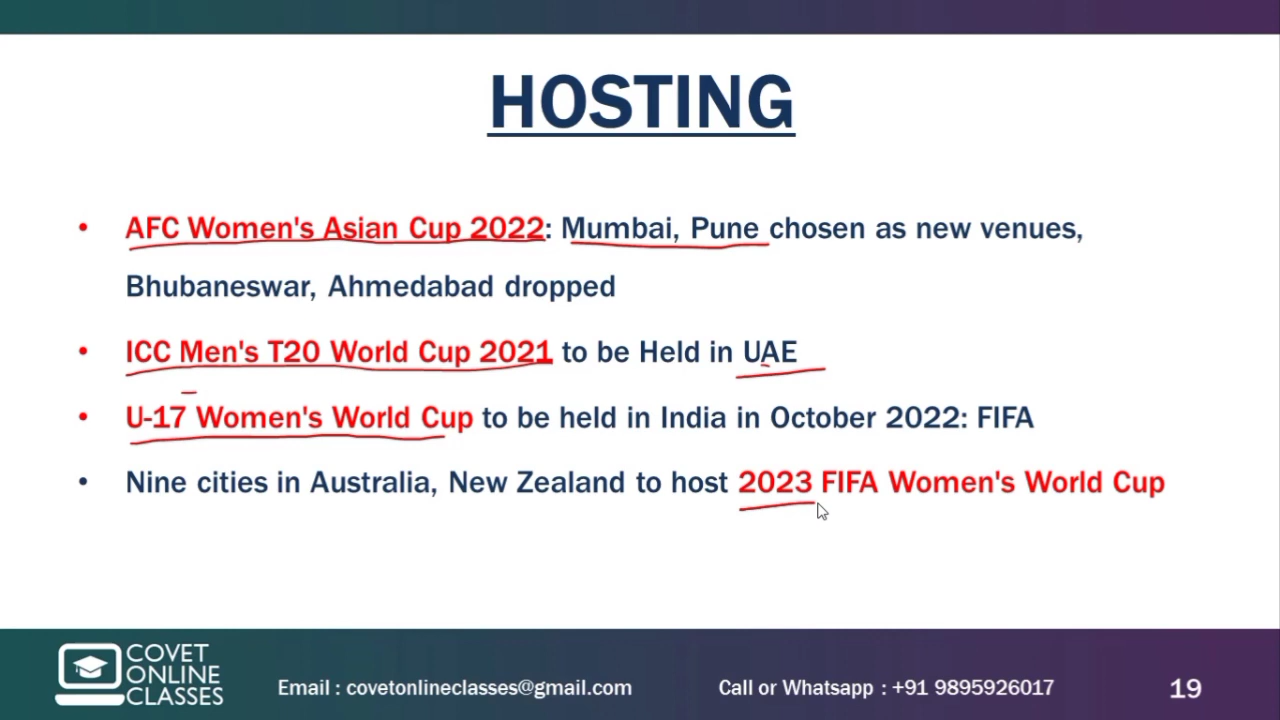 HOSTING
• AFC Women's Asian Cup 2022: Mumbai, Pune chosen as new venues,
Bhubaneswar, Ahmedabad dropped
• ICC Men's T20 World Cup 2021 to be Held in UAE
• U-17 Women's World Cup to be held in India in October 2022: FIFA
• Nine cities in Australia, New Zealand to host 2023 FIFA Women's World Cup
COVET
ONLINE
CLASSES
Email : covetonlineclasses@gmail.com
Call or Whatsapp : +91 9895926017
19